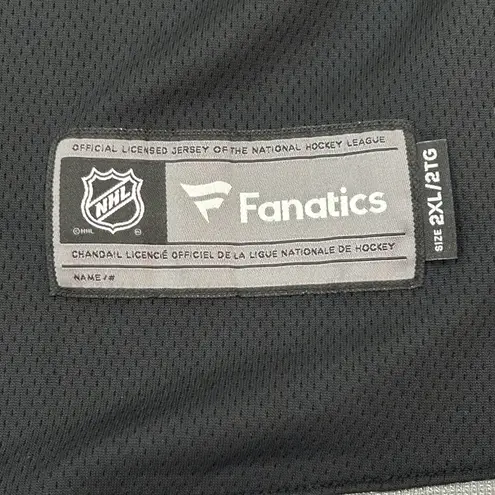 OFFICIAL LICENSED JERSEY OF THE NATIONAL HOCKEY LEAGUE
NHL
©NHL
Fanatics
CHANDAIL LICENCIÉ OFFICIEL DE LA LIGUE NATIONALE DE HOCKEY
NAME / #
SIZE 2XL/2TG